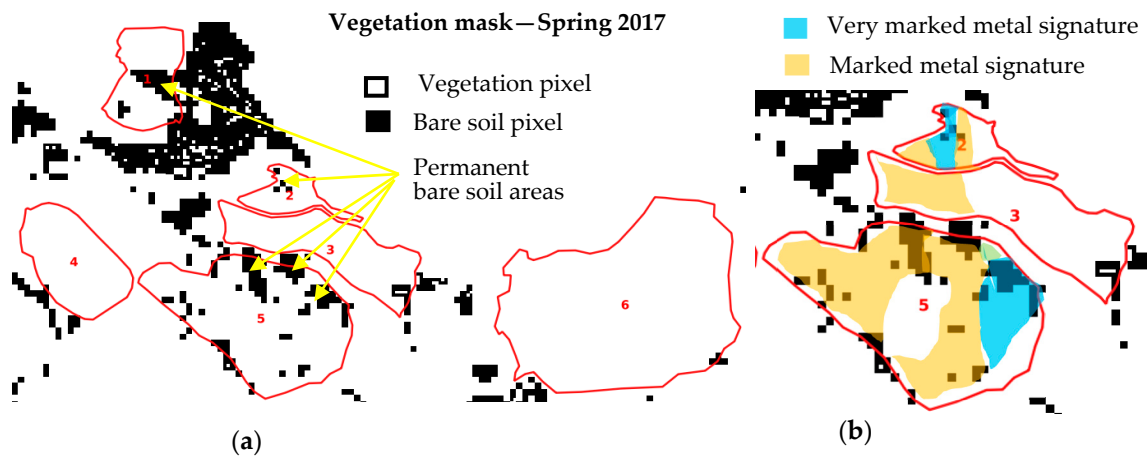 Vegetation mask—Spring 2017
Vegetation pixel
Bare soil pixel
Permanent
bare soil areas
1
2
3
4
5
6
(a)
Very marked metal signature
Marked metal signature
2
3
5
(b)